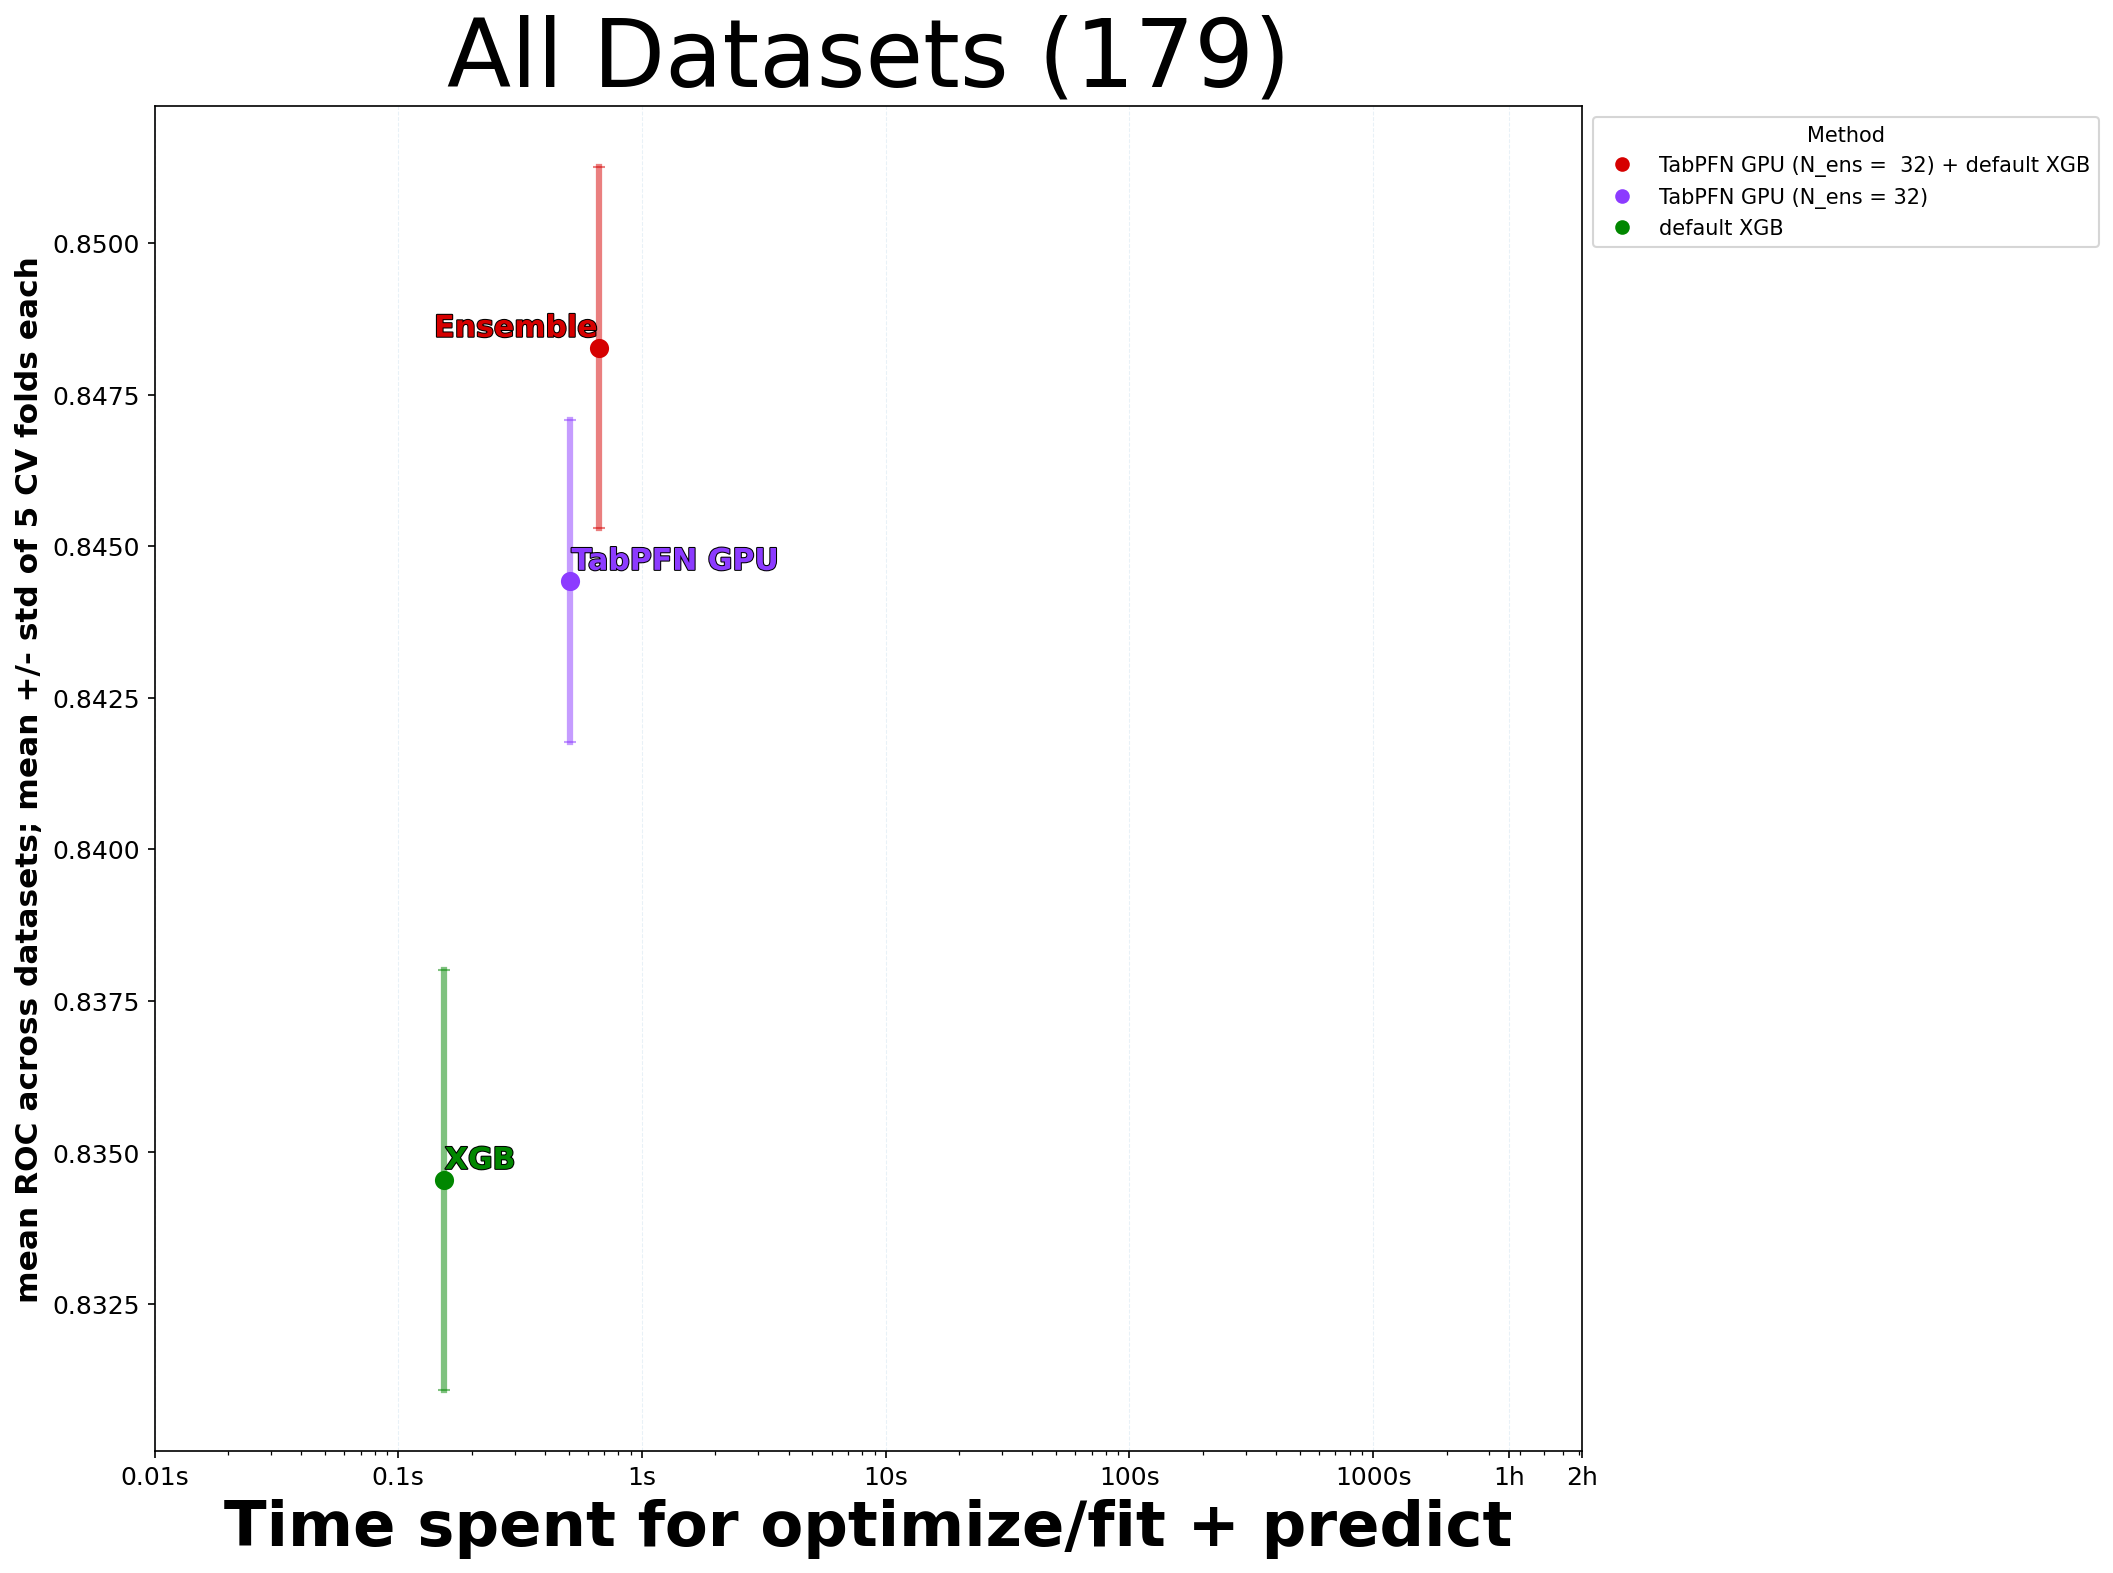 All Datasets (179)
Method
TabPFN GPU (N_ens =  32) + default XGB
TabPFN GPU (N_ens = 32)
default XGB
mean ROC across datasets; mean +/- std of 5 CV folds each
0.8500
0.8475
0.8450
0.8425
0.8400
0.8375
0.8350
0.8325
Ensemble
TabPFN GPU
XGB
0.01s 0.1s 1s 10s 100s 1000s 1h 2h
Time spent for optimize/fit + predict